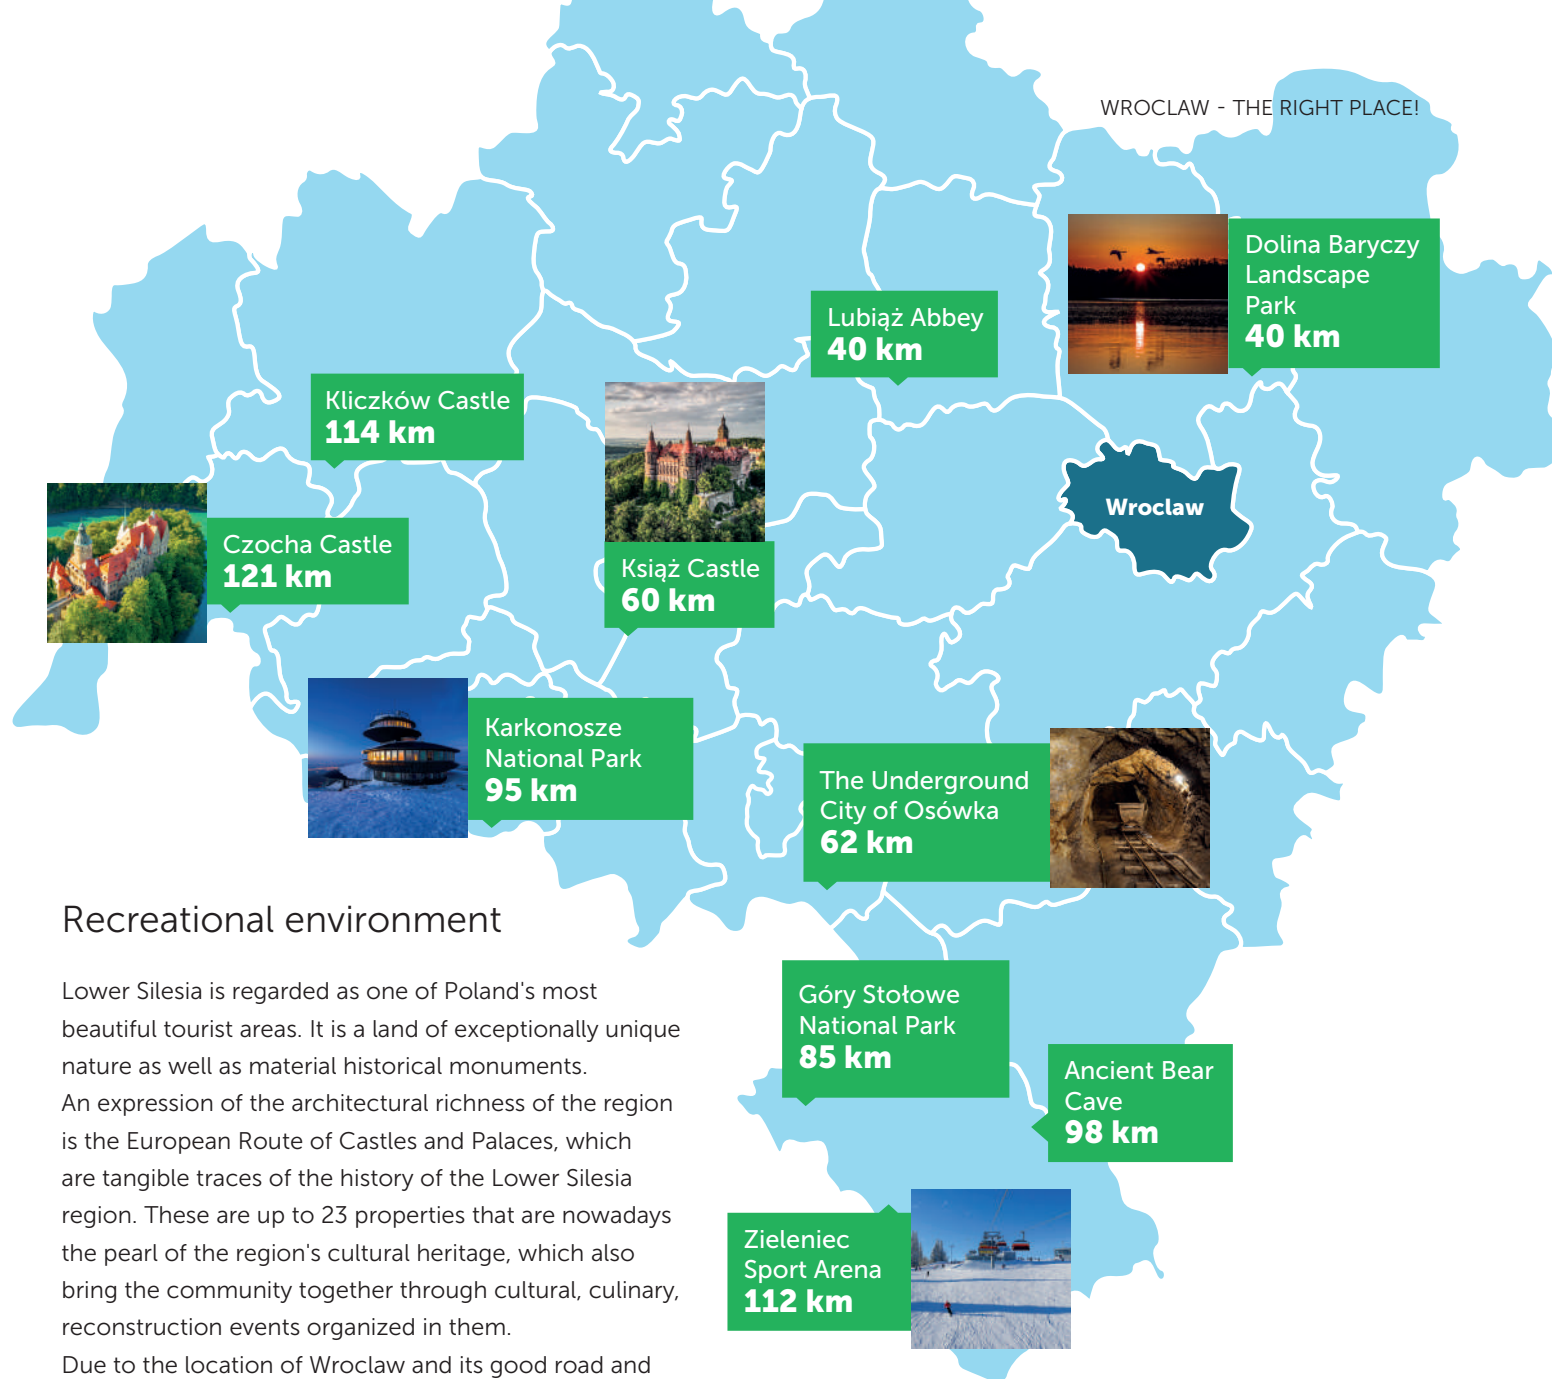 WROCLAW - THE RIGHT PLACE!
Dolina Baryczy
Landscape
Park
40 km
Lubiąż Abbey
40 km
Kliczków Castle
114 km
Wroclaw
Czocha Castle
121 km
Książ Castle
60 km
Karkonosze
National Park
95 km
The Underground
City of Osówka
62 km
Recreational environment
Lower Silesia is regarded as one of Poland's most
beautiful tourist areas. It is a land of exceptionally unique
nature as well as material historical monuments.
An expression of the architectural richness of the region
is the European Route of Castles and Palaces, which
are tangible traces of the history of the Lower Silesia
region. These are up to 23 properties that are nowadays
the pearl of the region's cultural heritage, which also
bring the community together through cultural, culinary,
reconstruction events organized in them.
Due to the location of Wroclaw and its good road and
Góry Stołowe
National Park
85 km
Ancient Bear
Cave
98 km
Zieleniec
Sport Arena
112 km